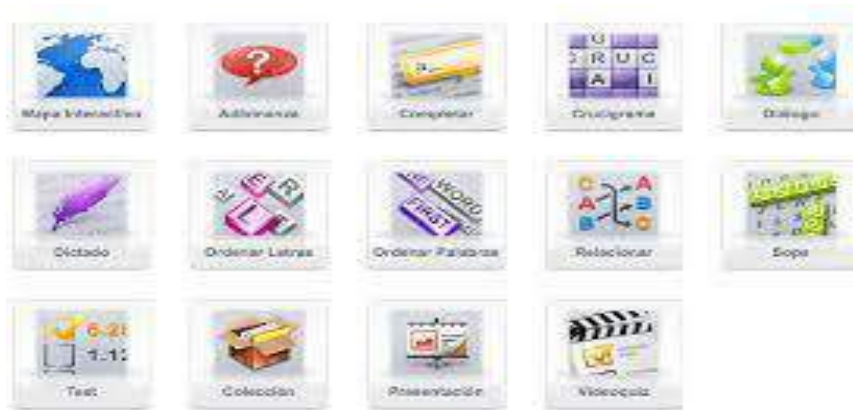 Mapa Interactivo
Adivinanza
Completar
Crucigrama
Diálogo
Dictado
Ordenar Letras
Ordenar Palabras
Relacionar
Sopa
Test
Colección
Presentación
Videoquiz